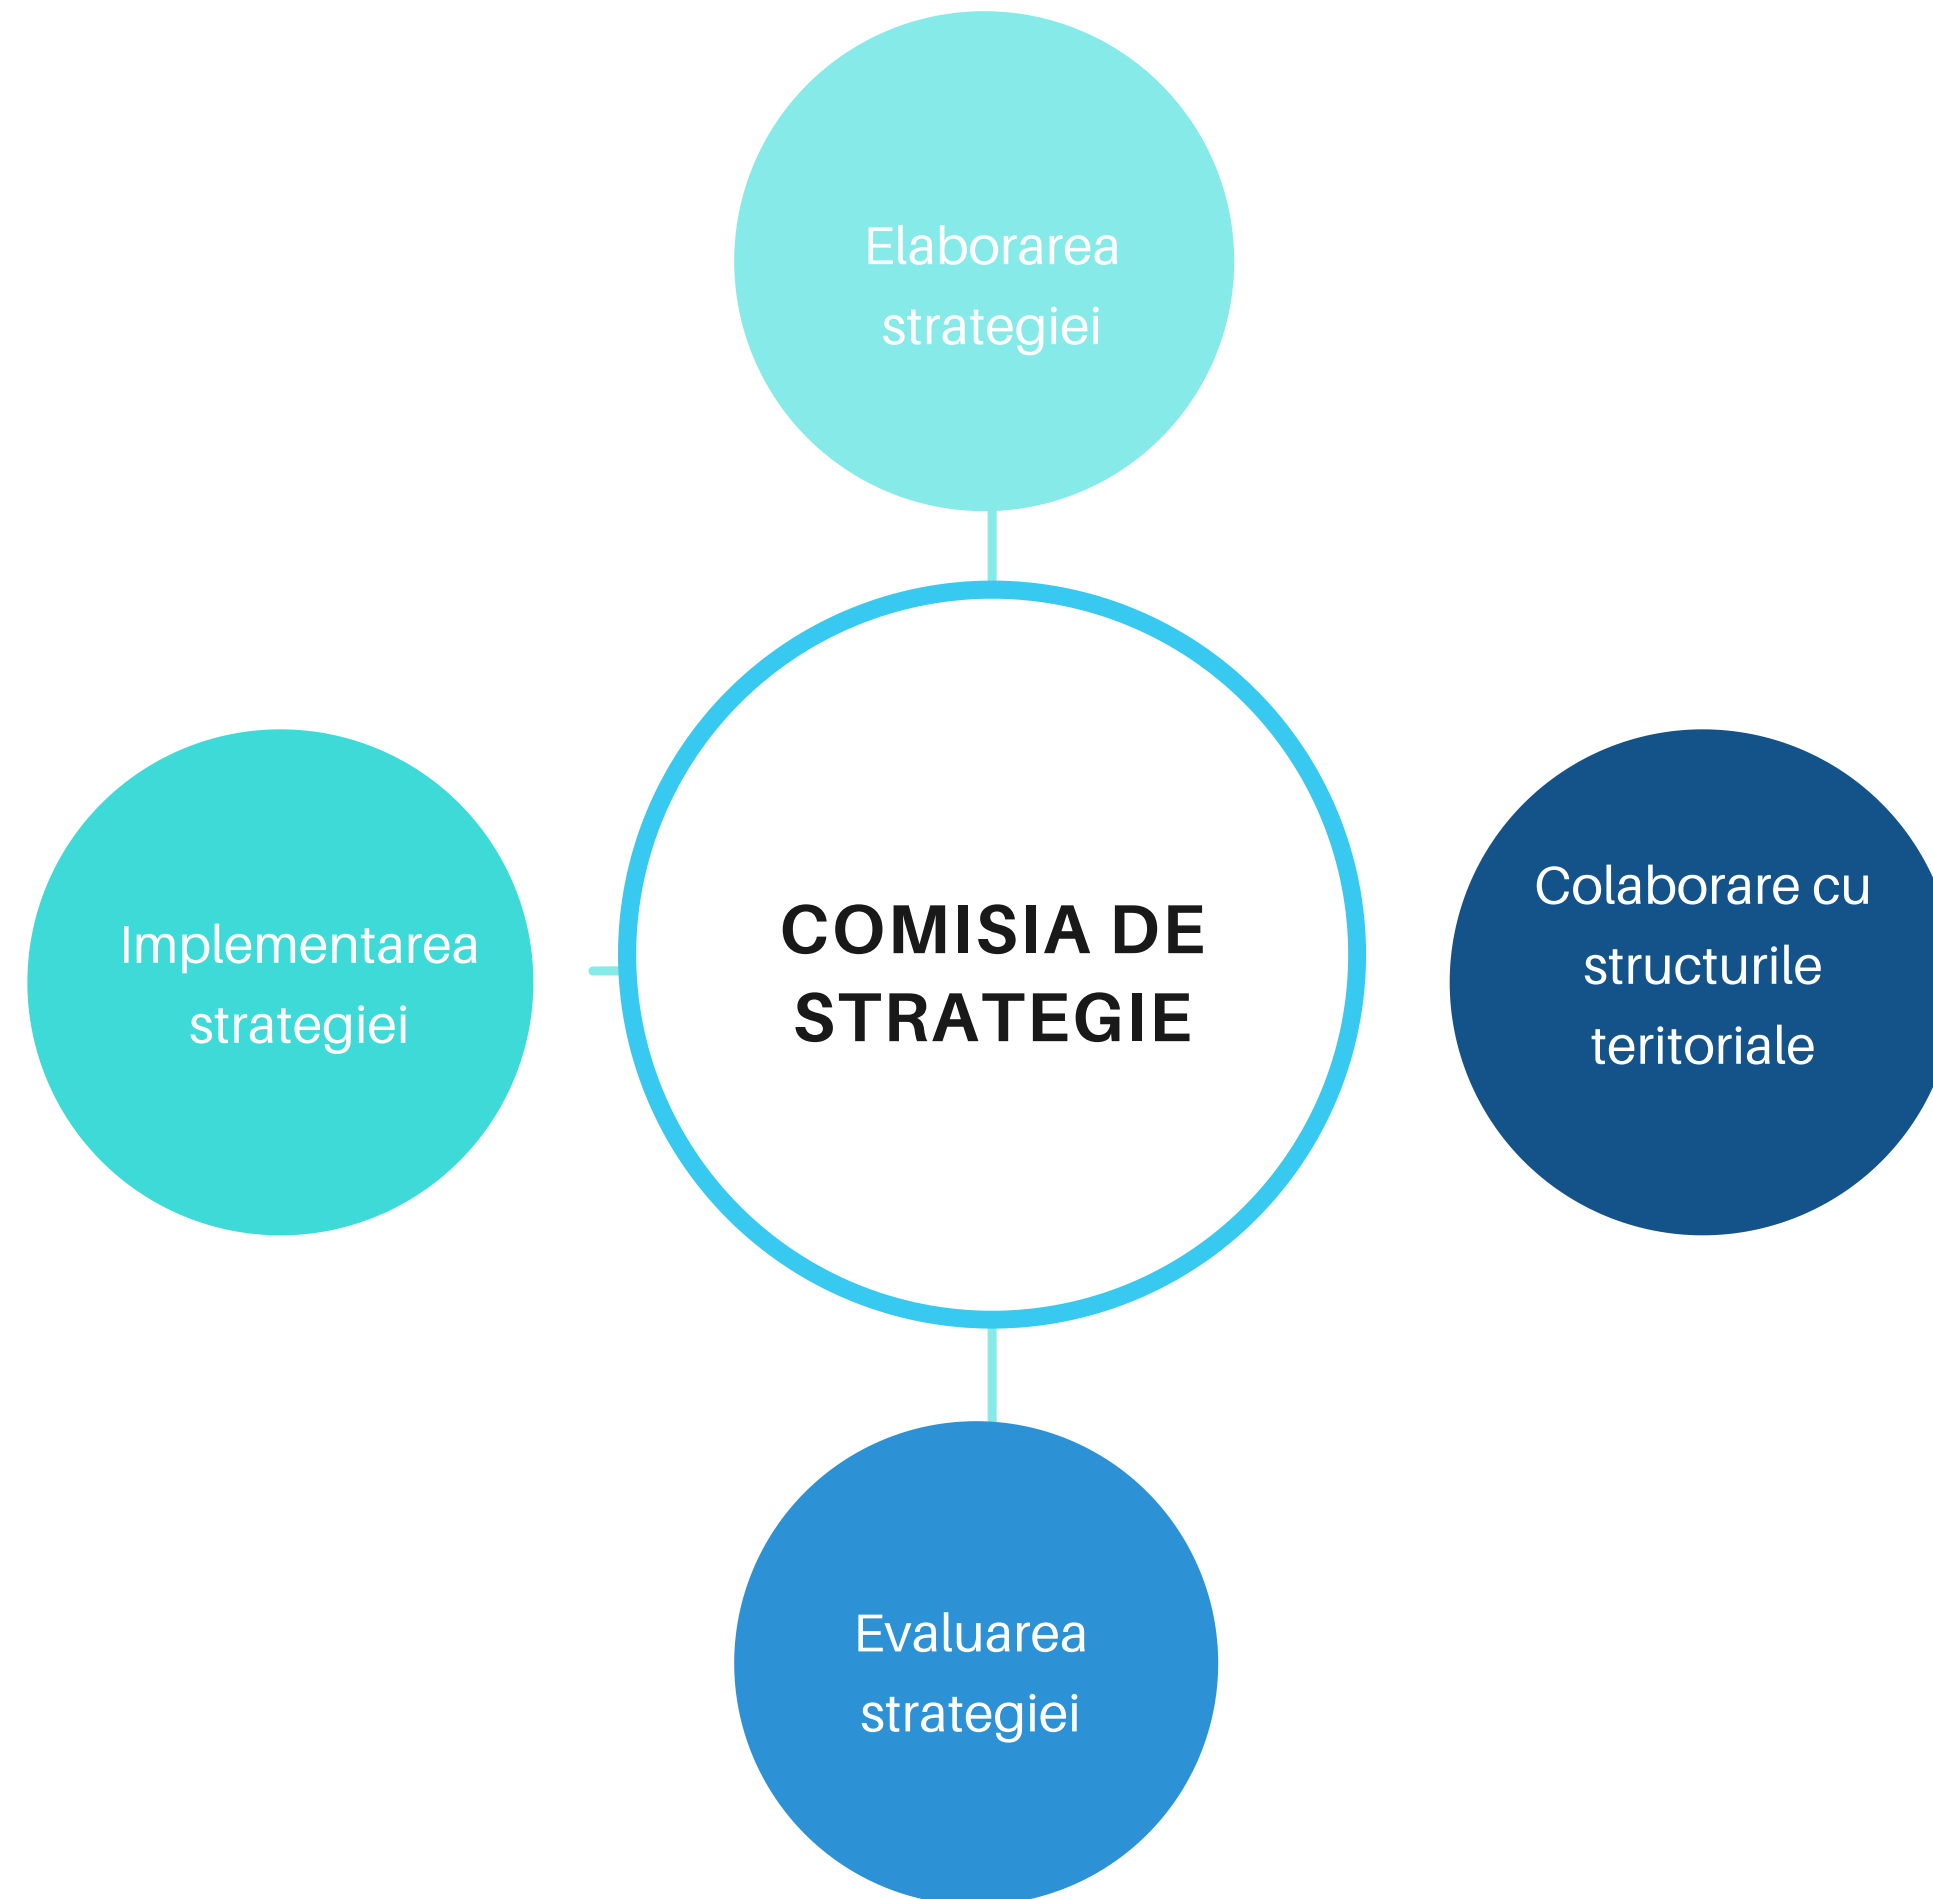 Elaborarea
strategiei
Implementarea
strategiei
COMISIA DE
STRATEGIE
Colaborare cu
structurile
teritoriale
Evaluarea
strategiei